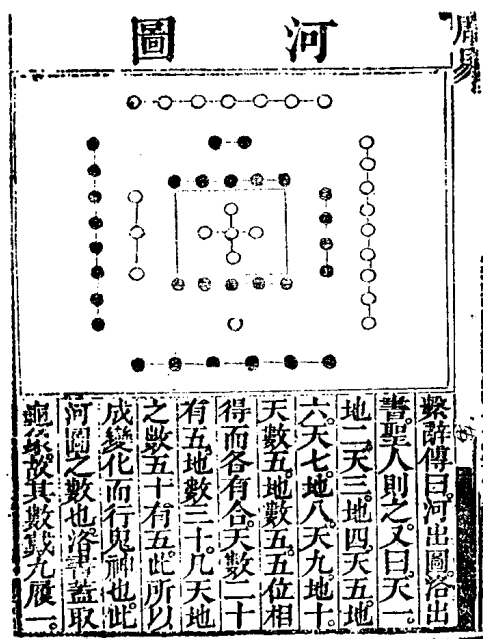 河圖
周易
繫辭傳曰。河出圖。洛出
書。聖人則之。又曰。天一。
地二。天三。地四。天五。地
六。天七。地八。天九。地十。
天數五。地數五。五位相
得而各有合。天數二十
有五。地數三十。凡天地
之數五十有五。此所以
成變化而行鬼神也。此
河圖之數也。洛書蓋取
龜象。故其數戴九履一。